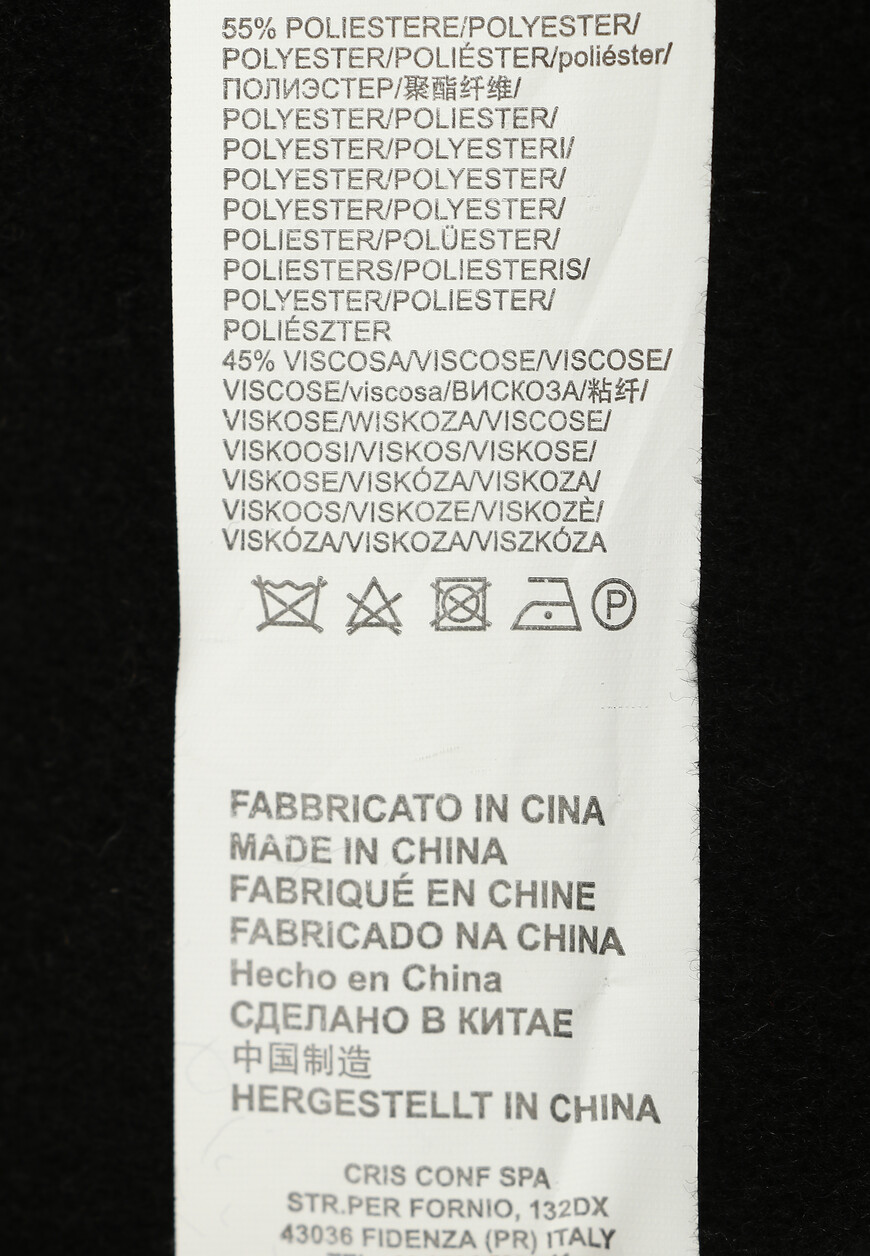 55% POLIESTERE/POLYESTER/
POLYESTER/POLIÉSTER/poliéster/
ПОЛИЭСТЕР/聚酯纤维/
POLYESTER/POLIESTER/
POLYESTER/POLYESTERI/
POLYESTER/POLYESTER/
POLYESTER/POLYESTER/
POLIESTER/POLÜESTER/
POLIESTERS/POLIESTERIS/
POLYESTER/POLIESTER/
POLIÉSZTER
45% VISCOSA/VISCOSE/VISCOSE/
VISCOSE/viscosa/ВИСКОЗА/粘纤/
VISKOSE/WISKOZA/VISCOSE/
VISKOOSI/VISKOS/VISKOSE/
VISKOSE/VISKÓZA/VISKOZA/
VISKOOS/VISKOZE/VISKOZÈ/
VISKÓZA/VISKOZA/VISZKÓZA
P
FABBRICATO IN CINA
MADE IN CHINA
FABRIQUÉ EN CHINE
FABRICADO NA CHINA
Hecho en China
СДЕЛАНО В КИТАЕ
中国制造
HERGESTELLT IN CHINA
CRIS CONF SPA
STR.PER FORNIO, 132DX
43036 FIDENZA (PR) ITALY